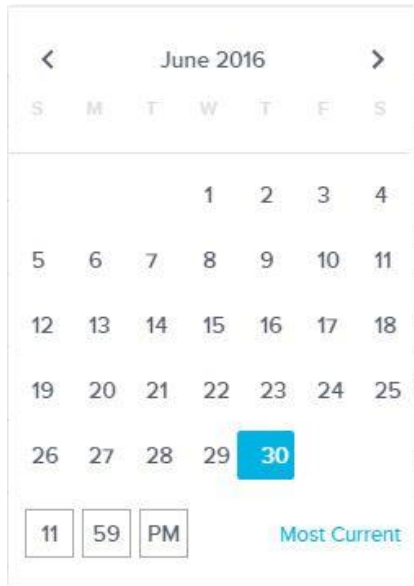 June 2016
S M T W T F S
1 2 3 4
5 6 7 8 9 10 11
12 13 14 15 16 17 18
19 20 21 22 23 24 25
26 27 28 29 30
11 59 PM Most Current